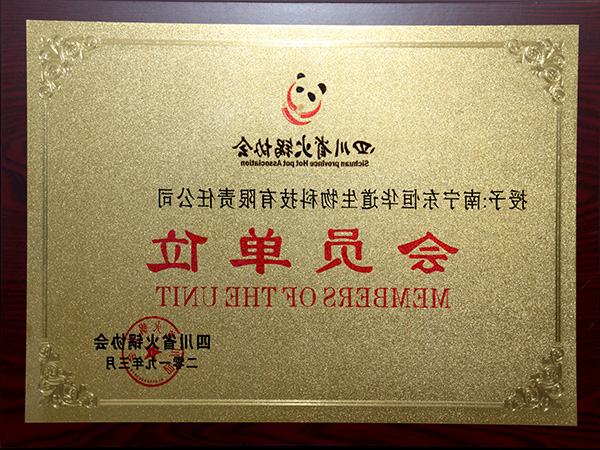 四川省火锅协会
Sichuan province Hot pot Association
授予:南宁东恒华道生物科技有限责任公司
会员单位
MEMBERS OF THE UNIT
四川省火锅协会
二零一九年三月